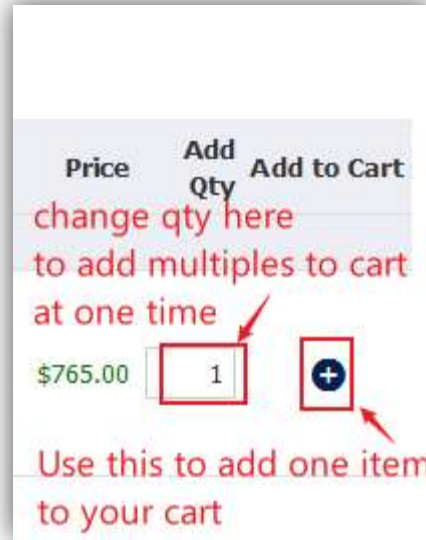 Price Add Qty Add to Cart
change qty here
to add multiples to cart
at one time
$765.00 1 +
Use this to add one item
to your cart